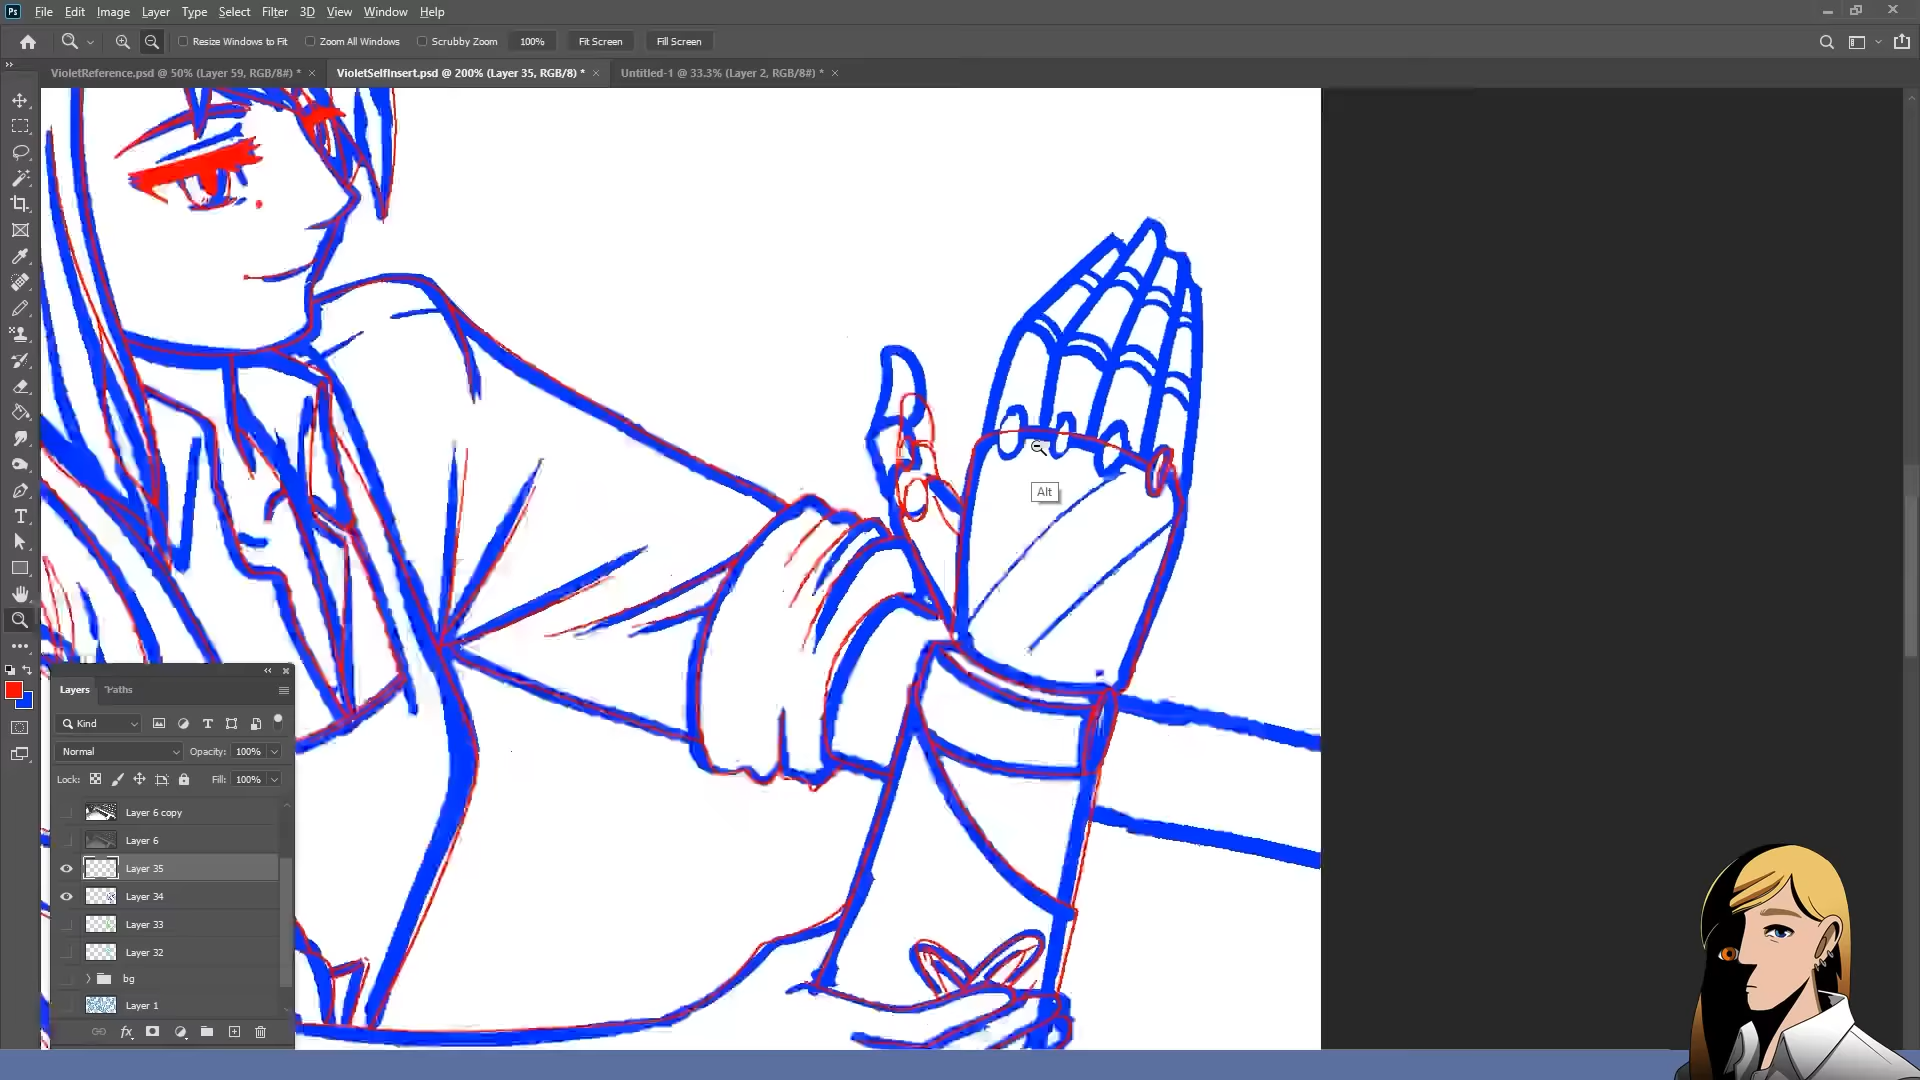 Ps File Edit Image Layer Type Select Filter 3D View Window Help
Resize Windows to Fit Zoom All Windows Scrubby Zoom 100% Fit Screen Fill Screen
VioletReference.psd @ 50% (Layer 59, RGB/8#) * × VioletSelfInsert.psd @ 200% (Layer 35, RGB/8) * × Untitled-1 @ 33.3% (Layer 2, RGB/8#) * ×
Alt
Layers Paths
Kind
Normal Opacity: 100%
Lock: Fill: 100%
Layer 6 copy
Layer 6
Layer 35
Layer 34
Layer 33
Layer 32
bg
Layer 1
fx